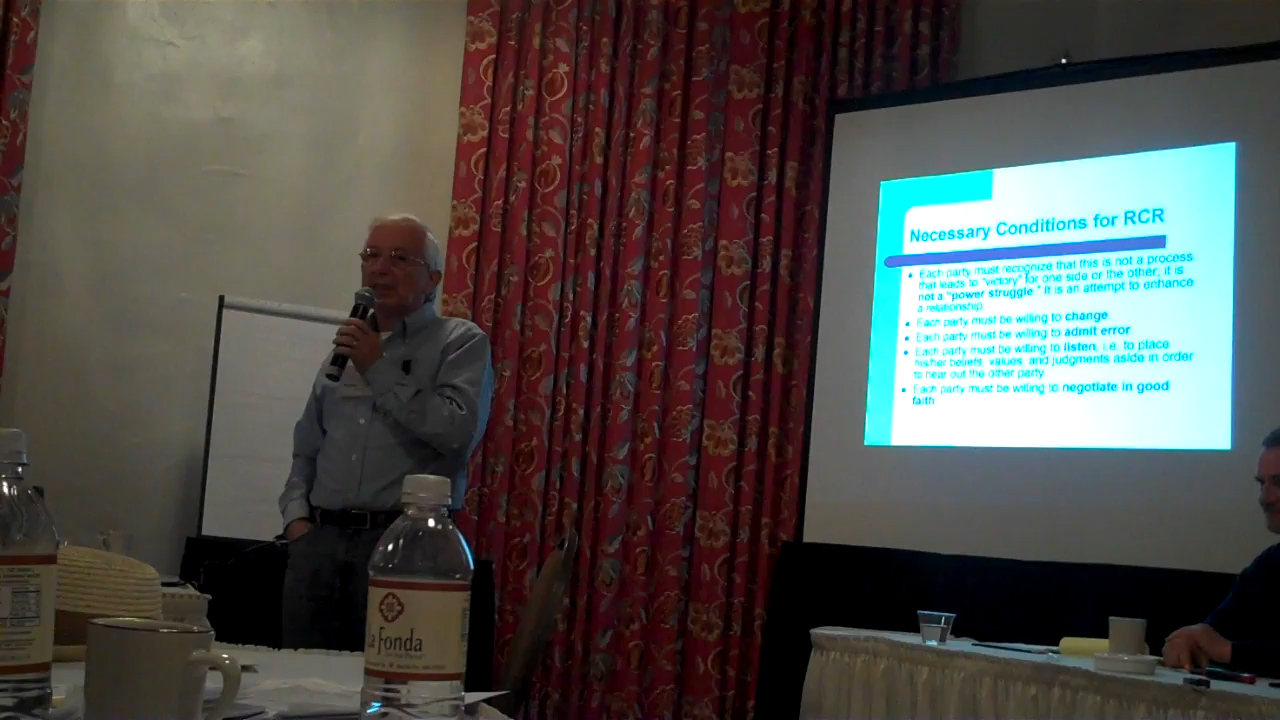 Necessary Conditions for RCR
• Each party must recognize that this is not a process
that leads to "victory" for one side or the other; it is
not a "power struggle." It is an attempt to enhance
a relationship.
• Each party must be willing to change.
• Each party must be willing to admit error.
• Each party must be willing to listen, i.e. to place
his/her beliefs, values, and judgments aside in order
to hear out the other party.
• Each party must be willing to negotiate in good
faith.
la Fonda